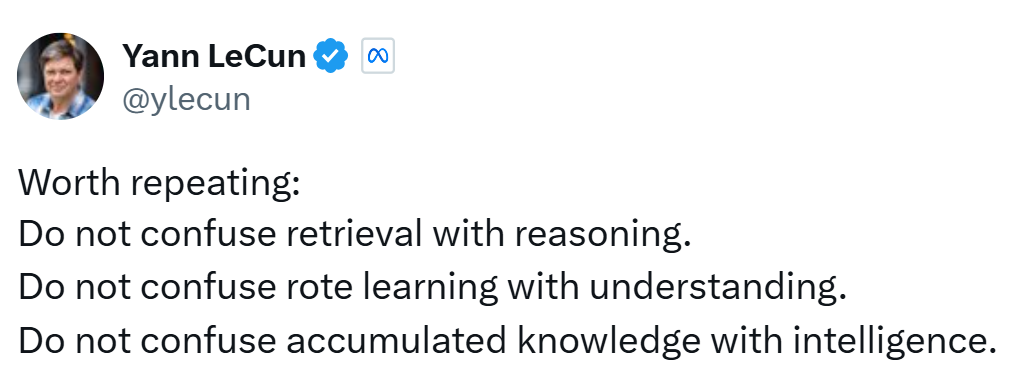 Yann LeCun
@ylecun
Worth repeating:
Do not confuse retrieval with reasoning.
Do not confuse rote learning with understanding.
Do not confuse accumulated knowledge with intelligence.